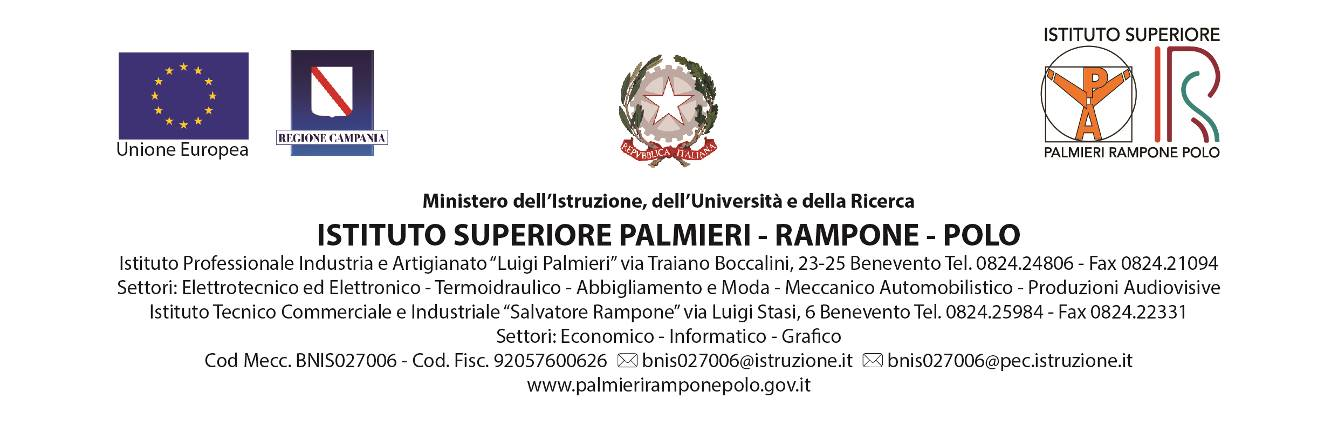 ISTITUTO SUPERIORE
PIA
PALMIERI RAMPONE POLO
Unione Europea
REGIONE CAMPANIA
REPVBBLICA ITALIANA
Ministero dell’Istruzione, dell’Università e della Ricerca
ISTITUTO SUPERIORE PALMIERI - RAMPONE - POLO
Istituto Professionale Industria e Artigianato “Luigi Palmieri” via Traiano Boccalini, 23-25 Benevento Tel. 0824.24806 - Fax 0824.21094
Settori: Elettrotecnico ed Elettronico - Termoidraulico - Abbigliamento e Moda - Meccanico Automobilistico - Produzioni Audiovisive
Istituto Tecnico Commerciale e Industriale “Salvatore Rampone” via Luigi Stasi, 6 Benevento Tel. 0824.25984 - Fax 0824.22331
Settori: Economico - Informatico - Grafico
Cod Mecc. BNIS027006 - Cod. Fisc. 92057600626 bnis027006@istruzione.it bnis027006@pec.istruzione.it
www.palmieriramponepolo.gov.it